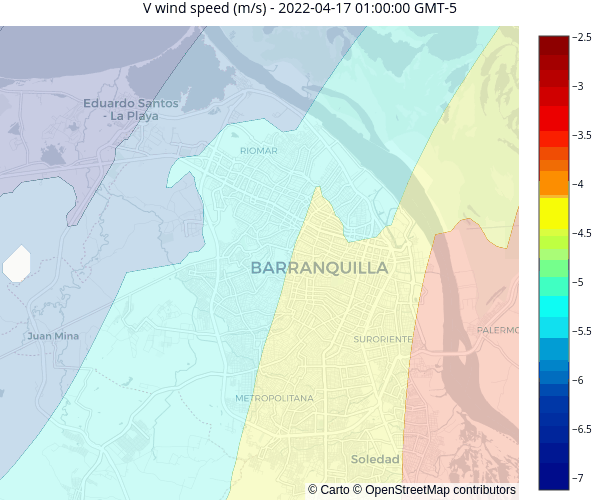 V wind speed (m/s) - 2022-04-17 01:00:00 GMT-5
Eduardo Santos
- La Playa
RIOMAR
BARRANQUILLA
Juan Mina
SURORIENTE
PALERMO
METROPOLITANA
Soledad
© Carto © OpenStreetMap contributors
−2.5
−3
−3.5
−4
−4.5
−5
−5.5
−6
−6.5
−7